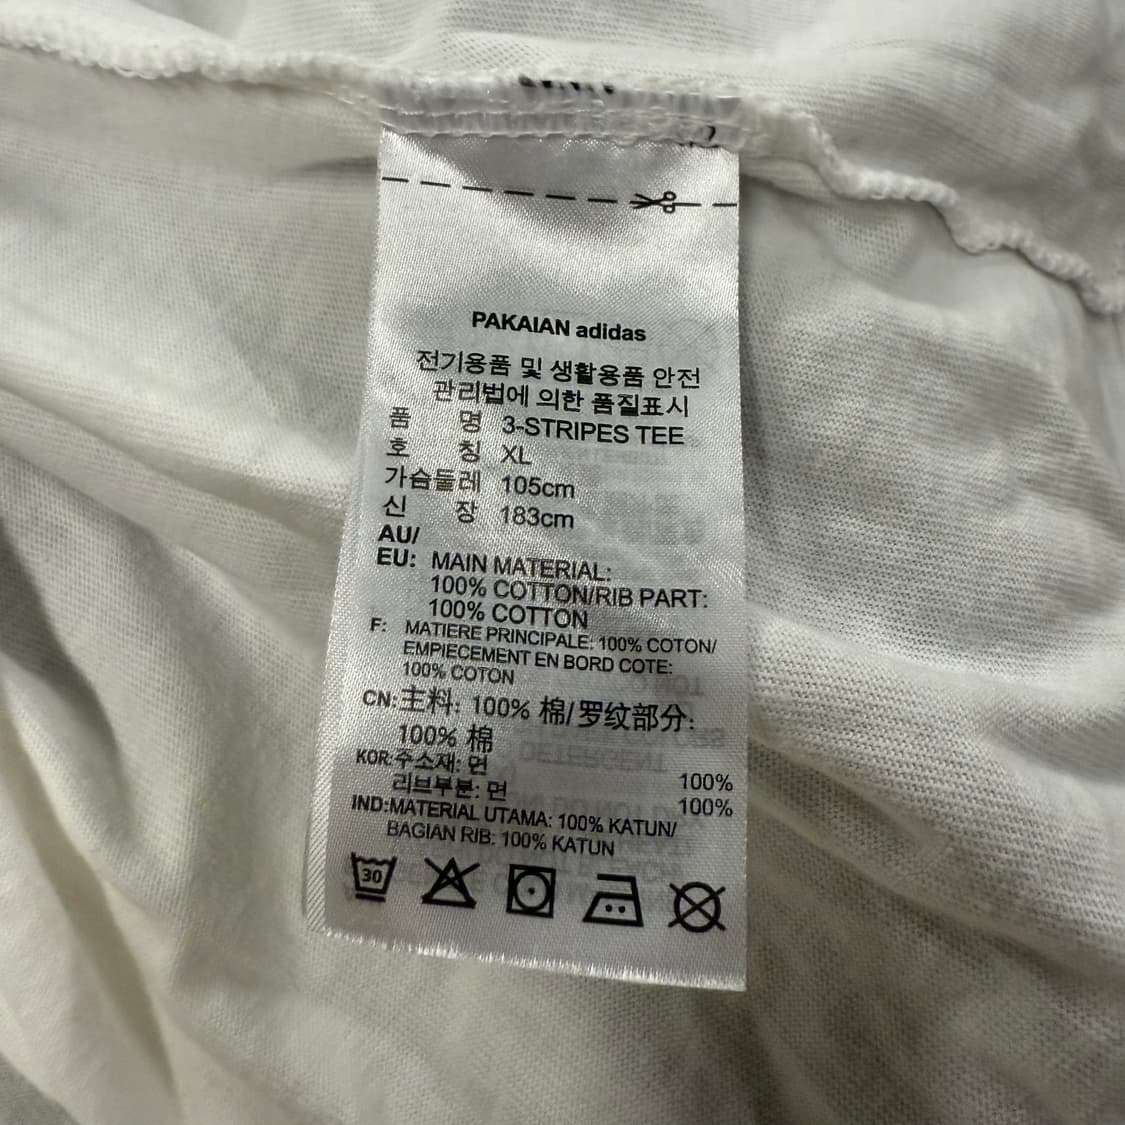 PAKAIAN adidas
전기용품 및 생활용품 안전
관리법에 의한 품질표시
품 명 3-STRIPES TEE
호 칭 XL
가슴둘레 105cm
신 장 183cm
AU/
EU: MAIN MATERIAL:
100% COTTON/RIB PART:
100% COTTON
F: MATIERE PRINCIPALE: 100% COTON/
EMPIECEMENT EN BORD COTE:
100% COTON
CN:主料: 100% 棉/罗纹部分:
100% 棉
KOR:수소재: 면 100%
리브부분: 면 100%
IND:MATERIAL UTAMA: 100% KATUN/
BAGIAN RIB: 100% KATUN
30